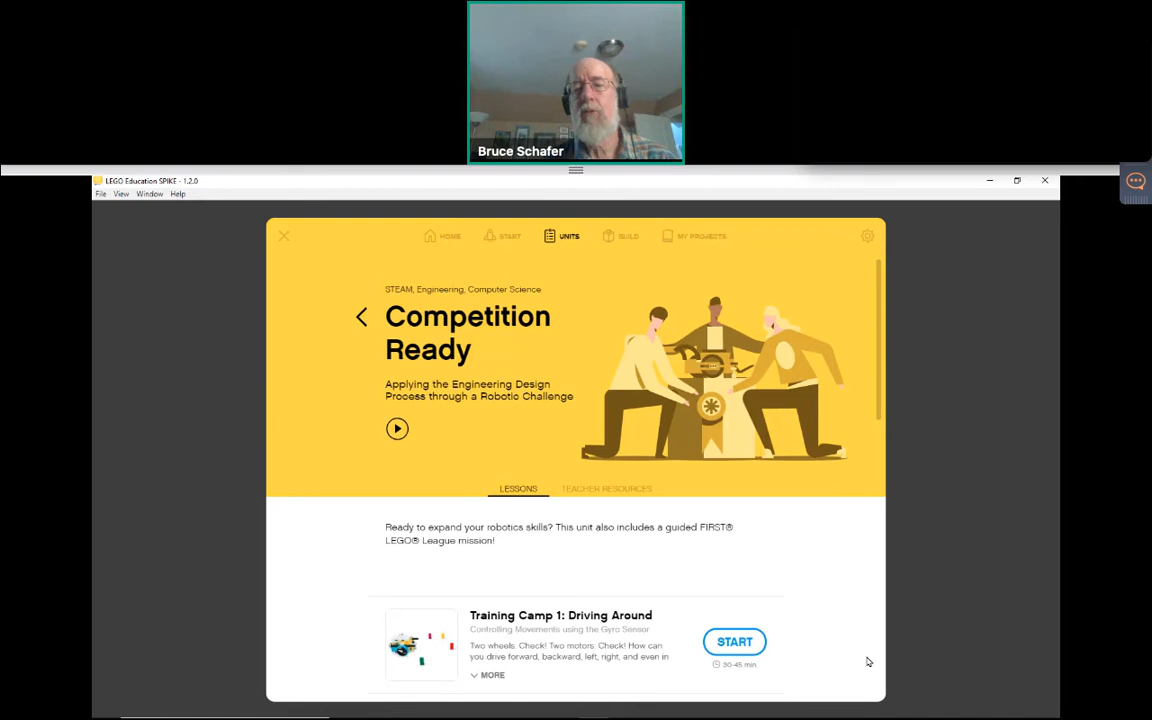 Bruce Schafer
LEGO Education SPIKE - 1.2.0
File View Window Help
HOME START UNITS BUILD MY PROJECTS
STEAM, Engineering, Computer Science
Competition
Ready
Applying the Engineering Design
Process through a Robotic Challenge
LESSONS TEACHER RESOURCES
Ready to expand your robotics skills? This unit also includes a guided FIRST®
LEGO® League mission!
Training Camp 1: Driving Around
Controlling Movements using the Gyro Sensor
Two wheels. Check! Two motors. Check! How can
you drive forward, backward, left, right, and even in
MORE
START
30-45 min.